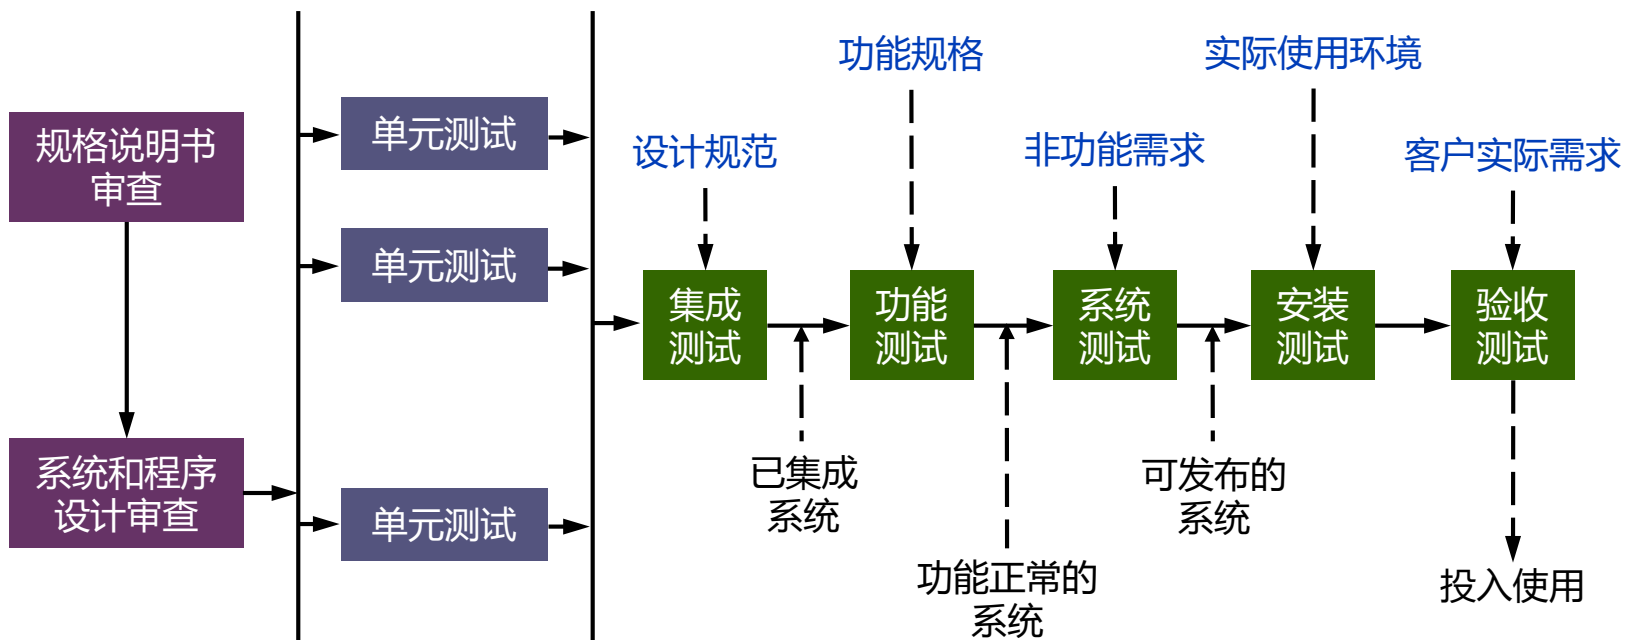 功能规格
实际使用环境
规格说明书
审查
单元测试
设计规范
非功能需求
客户实际需求
单元测试
集成
测试
功能
测试
系统
测试
安装
测试
验收
测试
系统和程序
设计审查
单元测试
已集成
系统
可发布的
系统
功能正常的
系统
投入使用